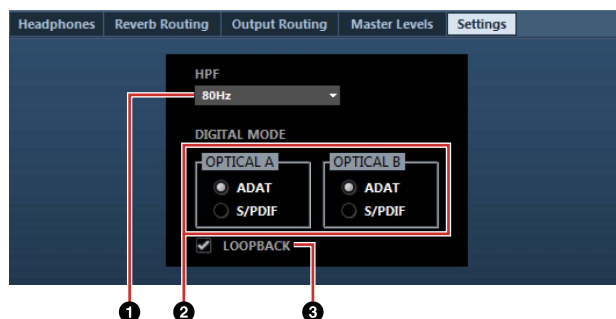 Headphones Reverb Routing Output Routing Master Levels Settings
HPF
80Hz
DIGITAL MODE
OPTICAL A OPTICAL B
ADAT ADAT
S/PDIF S/PDIF
LOOPBACK
1 2 3